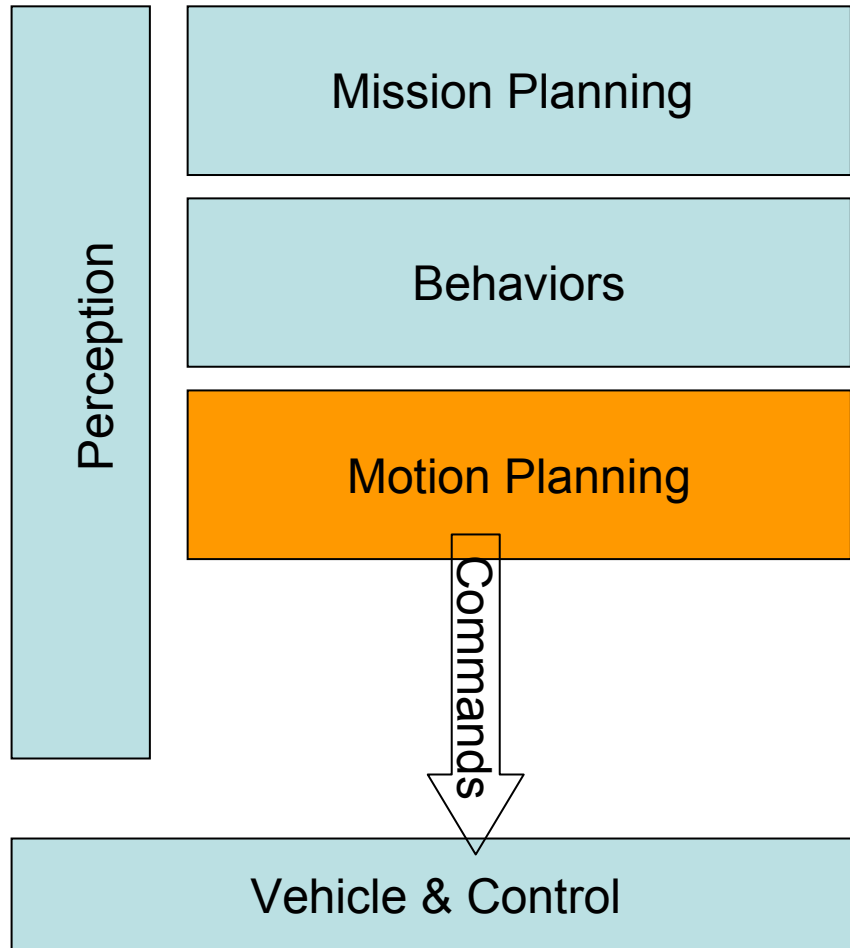 Mission Planning
Perception
Behaviors
Motion Planning
Commands
Vehicle & Control